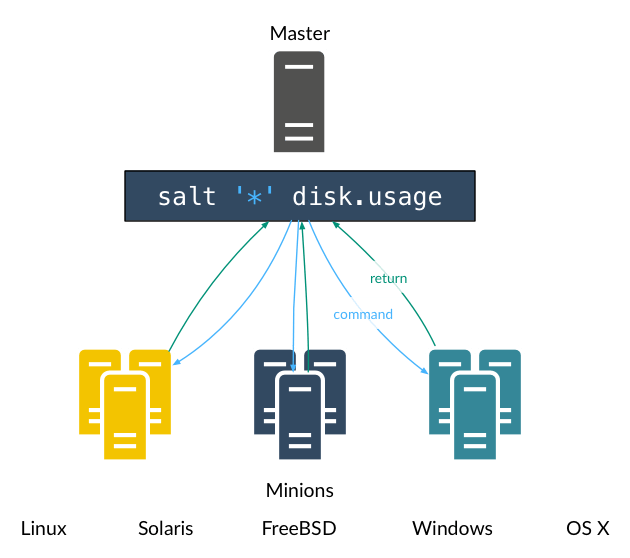 Master
salt '*' disk.usage
return
command
Minions
Linux Solaris FreeBSD Windows OS X